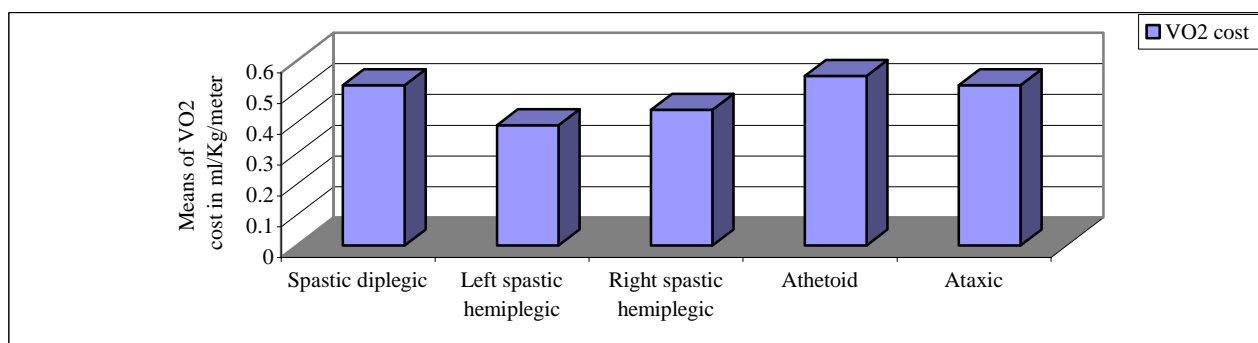 VO2 cost
Means of VO2
cost in ml/Kg/meter
0.6
0.5
0.4
0.3
0.2
0.1
0
Spastic diplegic
Left spastic
hemiplegic
Right spastic
hemiplegic
Athetoid
Ataxic